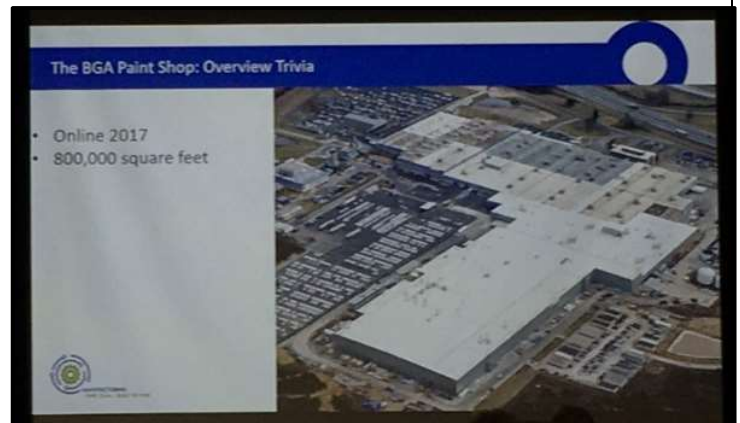 The BGA Paint Shop: Overview Trivia
• Online 2017
• 800,000 square feet